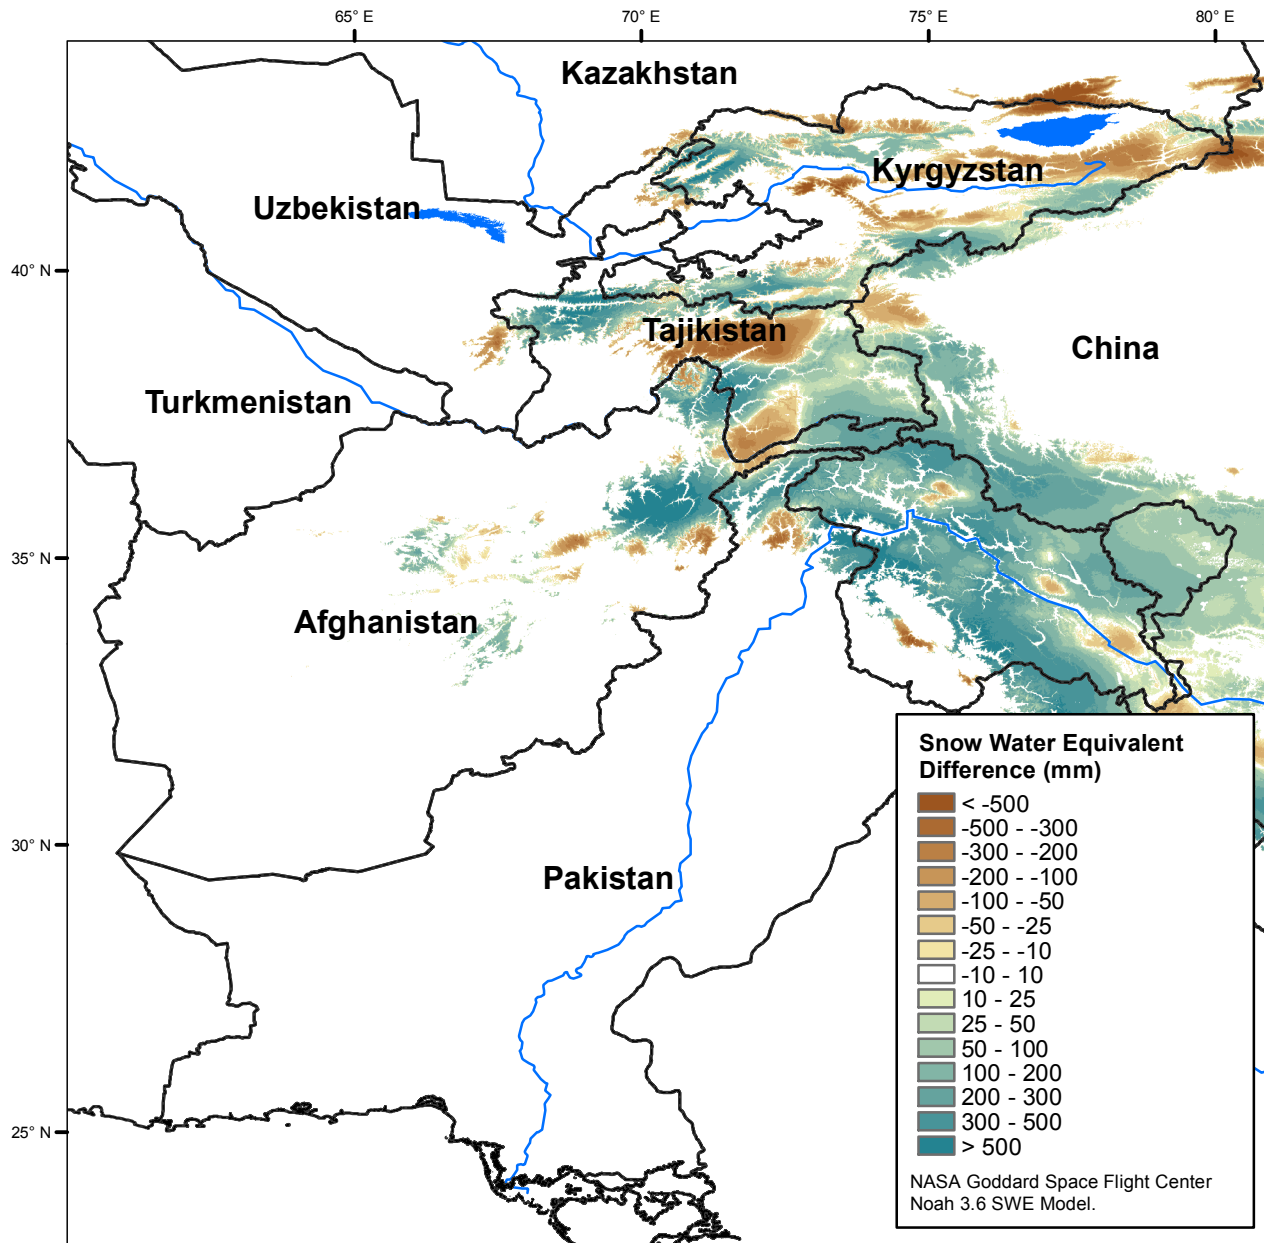 65° E
70° E
75° E
80° E
Kazakhstan
Kyrgyzstan
Uzbekistan
40° N
Tajikistan
China
Turkmenistan
35° N
Afghanistan
30° N
Pakistan
25° N
Snow Water Equivalent
Difference (mm)
< -500
-500 - -300
-300 - -200
-200 - -100
-100 - -50
-50 - -25
-25 - -10
-10 - 10
10 - 25
25 - 50
50 - 100
100 - 200
200 - 300
300 - 500
> 500
NASA Goddard Space Flight Center
Noah 3.6 SWE Model.